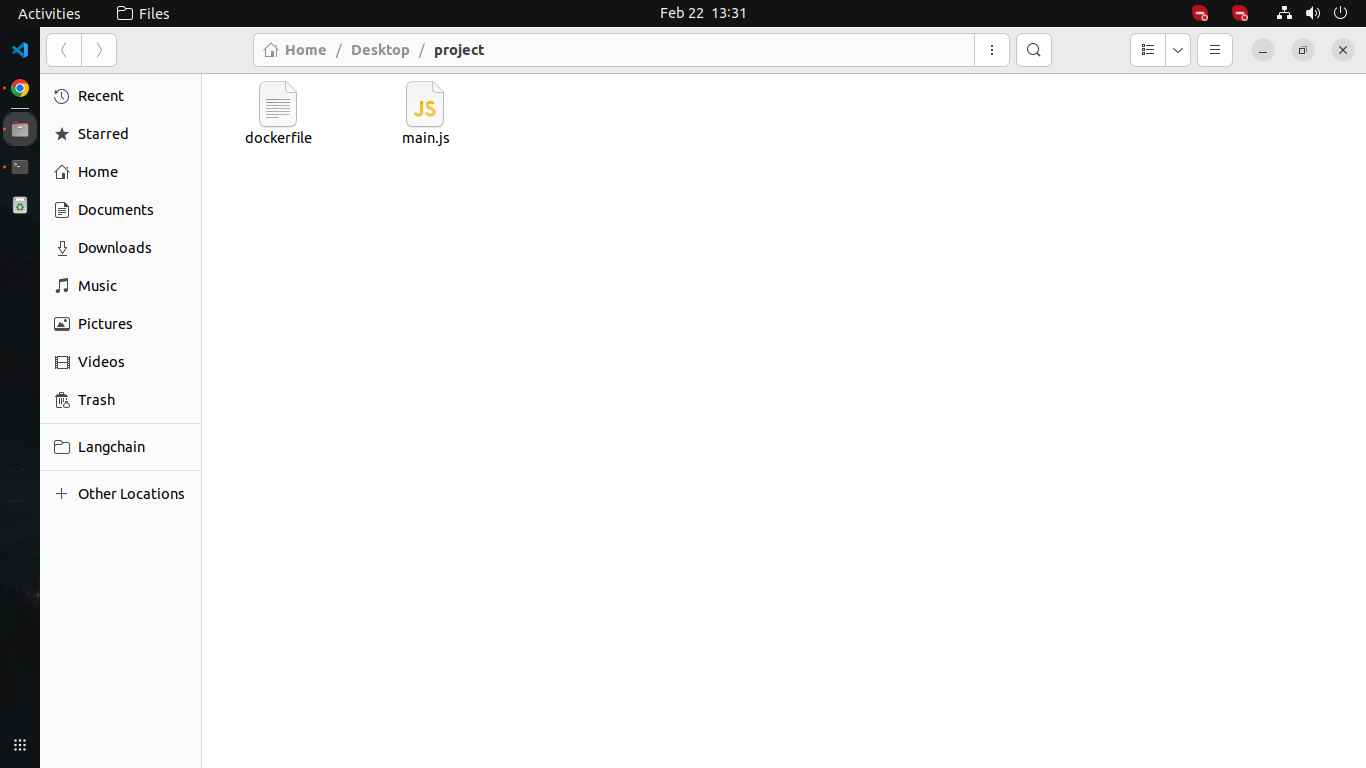 Activities Files Feb 22 13:31
Home / Desktop / project
Recent
Starred
Home
Documents
Downloads
Music
Pictures
Videos
Trash
Langchain
+ Other Locations
JS
dockerfile main.js